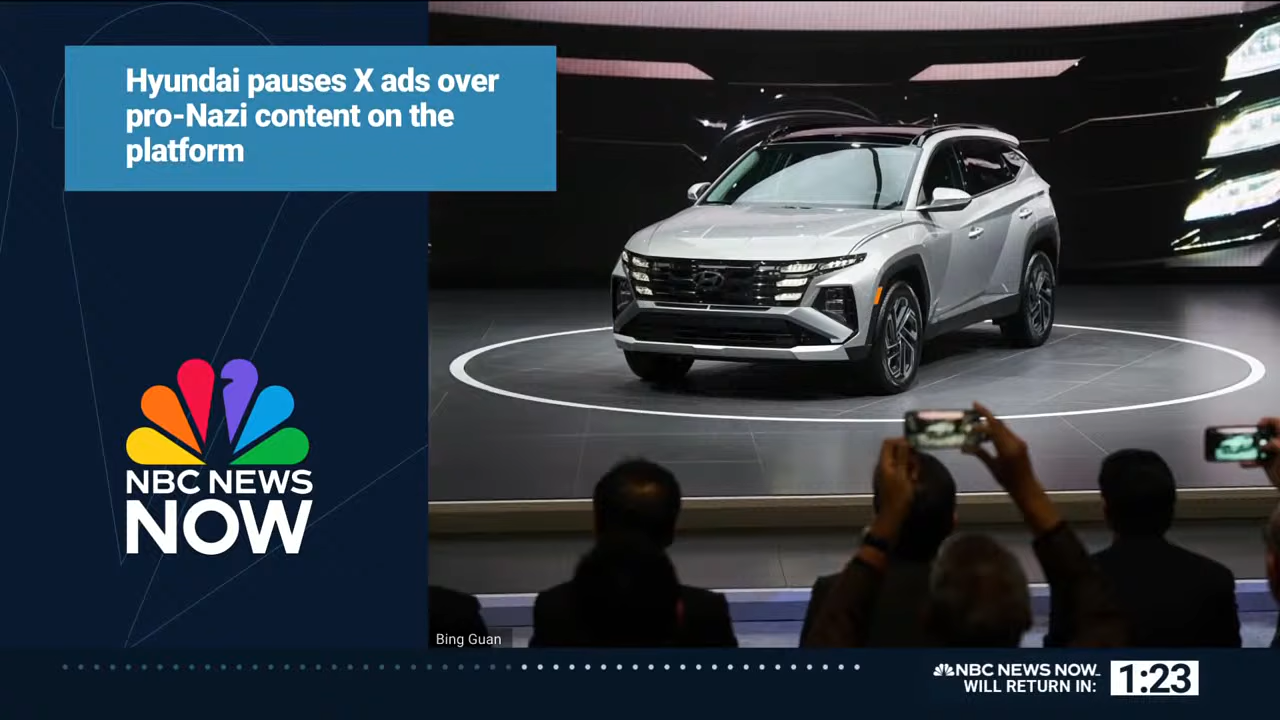 Hyundai pauses X ads over
pro-Nazi content on the
platform
NBC NEWS
NOW
Bing Guan
NBC NEWS NOW
WILL RETURN IN:
1:23